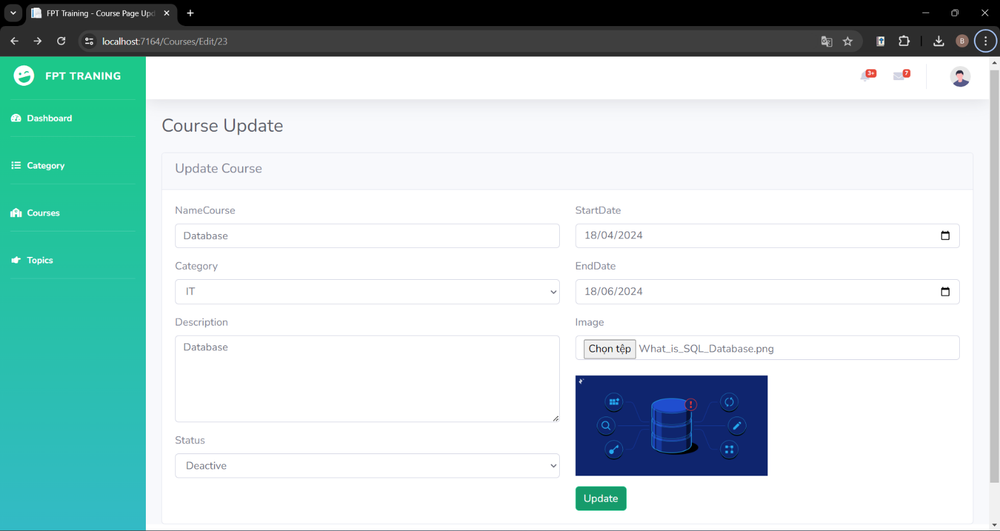 FPT Training - Course Page Upd
localhost:7164/Courses/Edit/23
B
FPT TRANING
3+
7
Dashboard
Category
Courses
Topics
Course Update
Update Course
NameCourse
Database
Category
IT
Description
Database
Status
Deactive
StartDate
18/04/2024
EndDate
18/06/2024
Image
Chọn tệp What_is_SQL_Database.png
Update